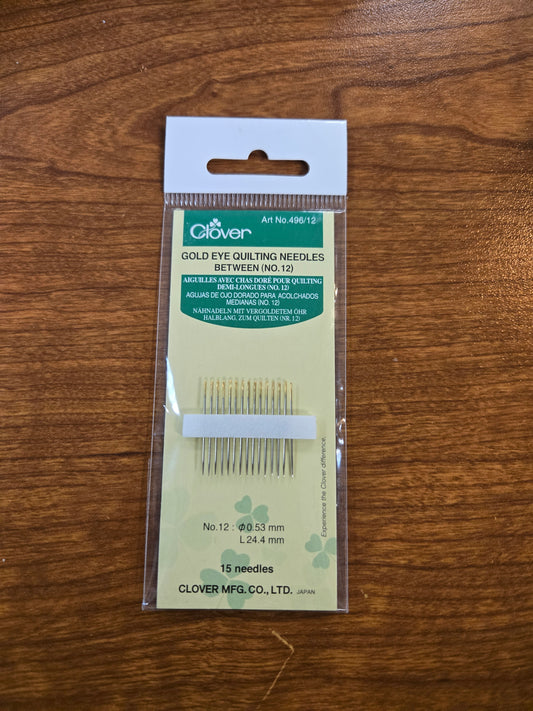 Art No.496/12
Clover
GOLD EYE QUILTING NEEDLES
BETWEEN (NO.12)
AIGUILLES AVEC CHAS DORÉ POUR QUILTING
DEMI-LONGUES (NO. 12)
AGUJAS DE OJO DORADO PARA ACOLCHADOS
MEDIANAS (NO. 12)
NÄHNADELN MIT VERGOLDETEM ÖHR
HALBLANG, ZUM QUILTEN (NR. 12)
Experience the Clover difference.
No.12 : φ0.53 mm
L24.4 mm
15 needles
CLOVER MFG. CO., LTD. JAPAN